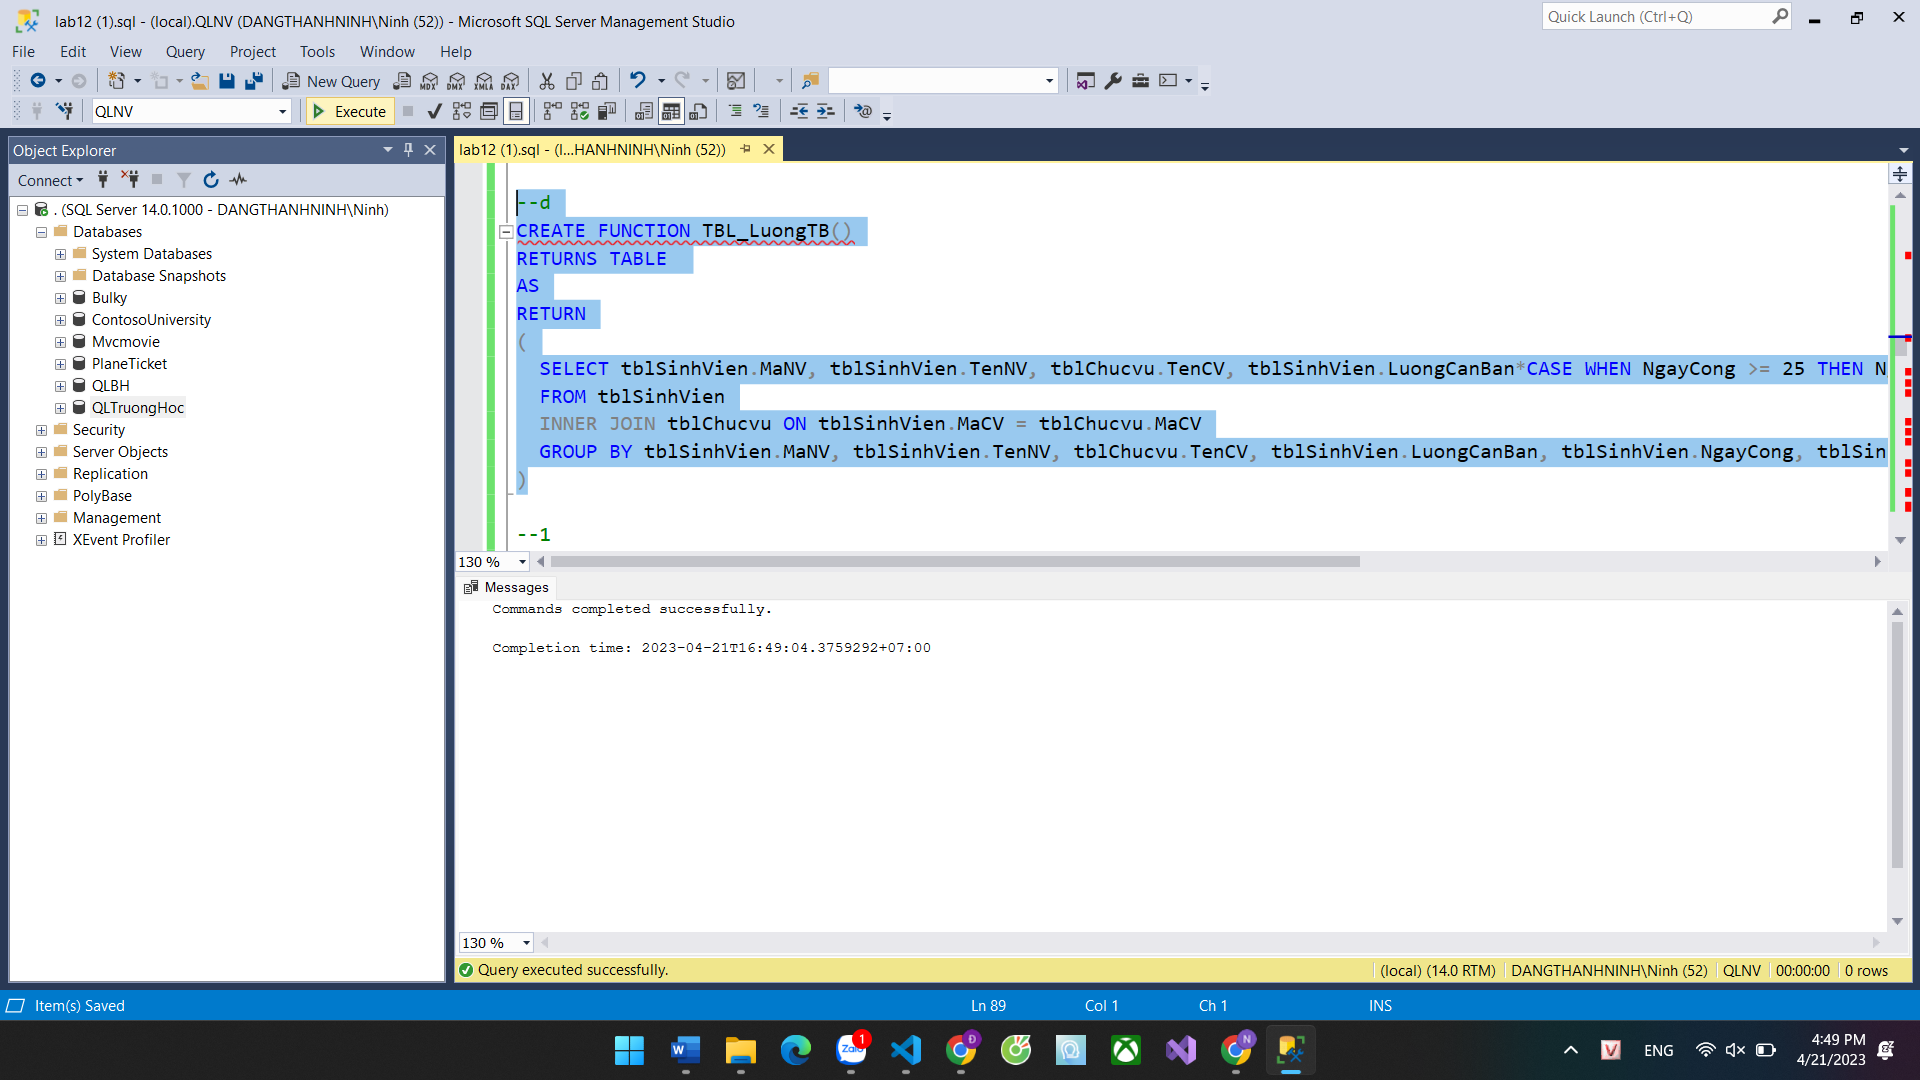 lab12 (1).sql - (local).QLNV (DANGTHANHNINH\Ninh (52)) - Microsoft SQL Server Management Studio
Quick Launch (Ctrl+Q)
File Edit View Query Project Tools Window Help
New Query
MDX DMX XMLA DAX
QLNV
Execute
Object Explorer
lab12 (1).sql - (l...HANHNINH\Ninh (52))
Connect
. (SQL Server 14.0.1000 - DANGTHANHNINH\Ninh)
Databases
System Databases
Database Snapshots
Bulky
ContosoUniversity
Mvcmovie
PlaneTicket
QLBH
QLTruongHoc
Security
Server Objects
Replication
PolyBase
Management
XEvent Profiler
--d
CREATE FUNCTION TBL_LuongTB()
RETURNS TABLE
AS
RETURN
(
SELECT tblSinhVien.MaNV, tblSinhVien.TenNV, tblChucvu.TenCV, tblSinhVien.LuongCanBan*CASE WHEN NgayCong >= 25 THEN N
FROM tblSinhVien
INNER JOIN tblChucvu ON tblSinhVien.MaCV = tblChucvu.MaCV
GROUP BY tblSinhVien.MaNV, tblSinhVien.TenNV, tblChucvu.TenCV, tblSinhVien.LuongCanBan, tblSinhVien.NgayCong, tblSin
)
--1
130 %
Messages
Commands completed successfully.
Completion time: 2023-04-21T16:49:04.3759292+07:00
130 %
Query executed successfully.
(local) (14.0 RTM) DANGTHANHNINH\Ninh (52) QLNV 00:00:00 0 rows
Item(s) Saved
Ln 89 Col 1 Ch 1 INS
Zalo 1
ENG
4:49 PM
4/21/2023